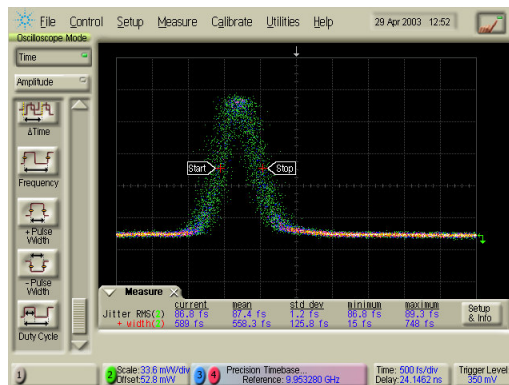 File Control Setup Measure Calibrate Utilities Help 29 Apr 2003 12:52
Oscilloscope Mode
Time
Amplitude
ΔTime
Frequency
+ Pulse
Width
- Pulse
Width
Duty Cycle
Start Stop
Measure
current mean std dev minimum maximum
Jitter RMS(2) 86.8 fs 87.4 fs 1.2 fs 86.8 fs 89.3 fs
+ width(2) 589 fs 558.3 fs 125.8 fs 15 fs 748 fs
Setup
& Info
1) 2 Scale:33.6 mW/div 3 4 Precision Timebase... Time: 500 fs/div Trigger Level
Offset:52.8 mW Reference: 9.953280 GHz Delay:24.1462 ns 350 mV